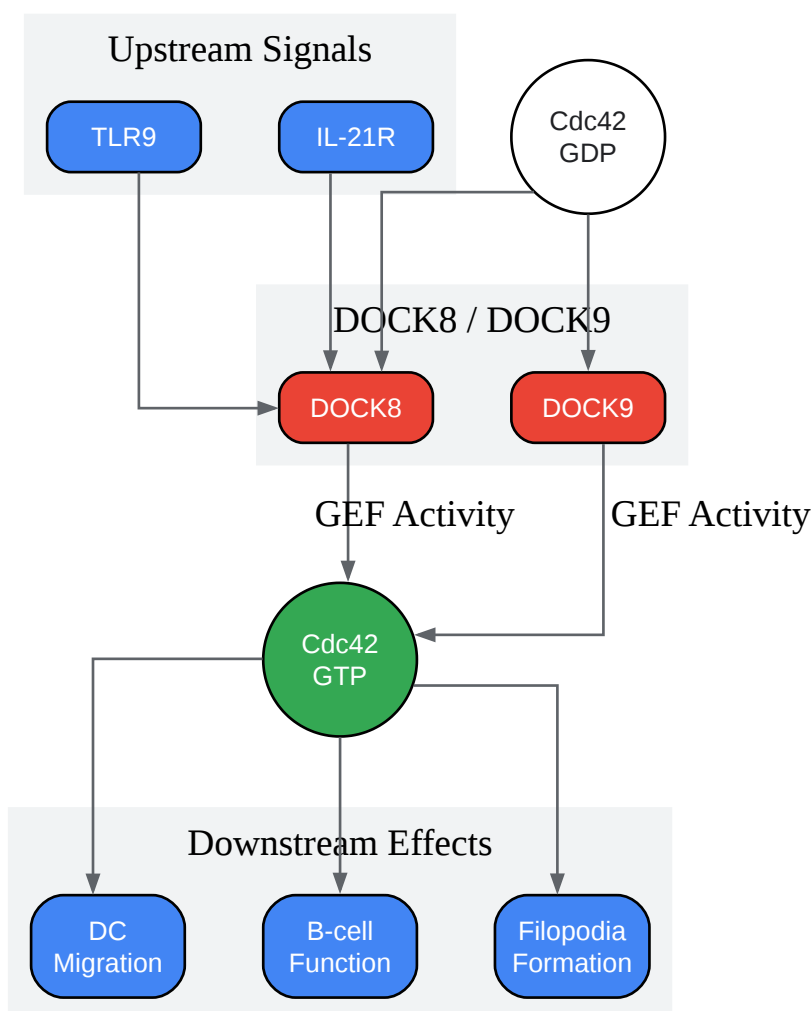 Upstream Signals
TLR9
IL-21R
Cdc42
GDP
DOCK8 / DOCK9
DOCK8
DOCK9
GEF Activity
GEF Activity
Cdc42
GTP
Downstream Effects
DC
Migration
B-cell
Function
Filopodia
Formation